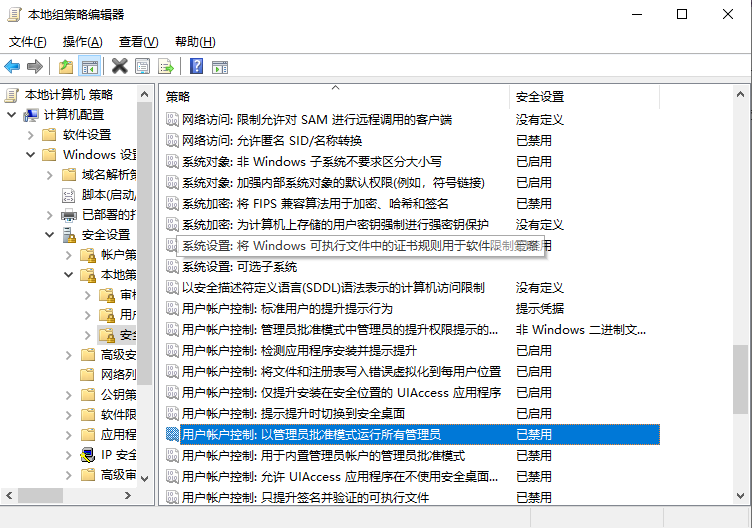 本地组策略编辑器
文件(F) 操作(A) 查看(V) 帮助(H)
本地计算机 策略
计算机配置
软件设置
Windows 设
域名解析策
脚本(启动/
已部署的打
安全设置
帐户策
本地策
审核
用户
安全
高级安
网络列
公钥策
软件限
应用程
IP 安全
高级审
策略 安全设置
网络访问: 限制允许对 SAM 进行远程调用的客户端 没有定义
网络访问: 允许匿名 SID/名称转换 已禁用
系统对象: 非 Windows 子系统不要求区分大小写 已启用
系统对象: 加强内部系统对象的默认权限(例如，符号链接) 已启用
系统加密: 将 FIPS 兼容算法用于加密、哈希和签名 已禁用
系统加密: 为计算机上存储的用户密钥强制进行强密钥保护 没有定义
系统设置: 将 Windows 可执行文件中的证书规则用于软件限制策略 用
系统设置: 可选子系统
以安全描述符定义语言(SDDL)语法表示的计算机访问限制 没有定义
用户帐户控制: 标准用户的提升提示行为 提示凭据
用户帐户控制: 管理员批准模式中管理员的提升权限提示的... 非 Windows 二进制文...
用户帐户控制: 检测应用程序安装并提示提升 已启用
用户帐户控制: 将文件和注册表写入错误虚拟化到每用户位置 已启用
用户帐户控制: 仅提升安装在安全位置的 UIAccess 应用程序 已启用
用户帐户控制: 提示提升时切换到安全桌面 已启用
用户帐户控制: 以管理员批准模式运行所有管理员 已禁用
用户帐户控制: 用于内置管理员帐户的管理员批准模式 已禁用
用户帐户控制: 允许 UIAccess 应用程序在不使用安全桌面... 已禁用
用户帐户控制: 只提升签名并验证的可执行文件 已禁用